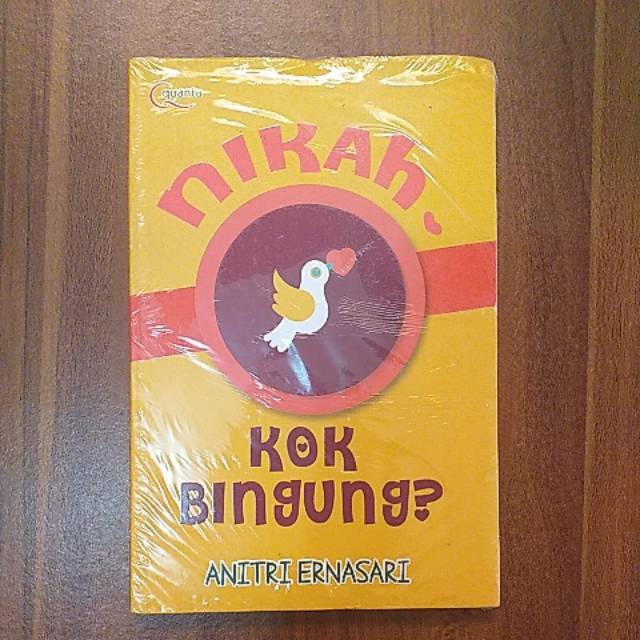 Quanta
nikah,
kok
Bingung?
ANITRI ERNASARI